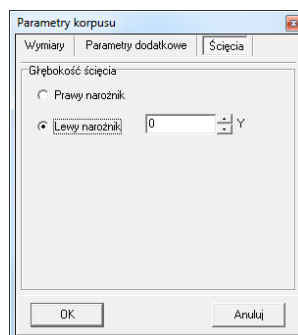 Parametry korpusu
Wymiary Parametry dodatkowe Ścięcia
Głębokość ścięcia
Prawy narożnik
Lewy narożnik 0 Y
OK Anuluj